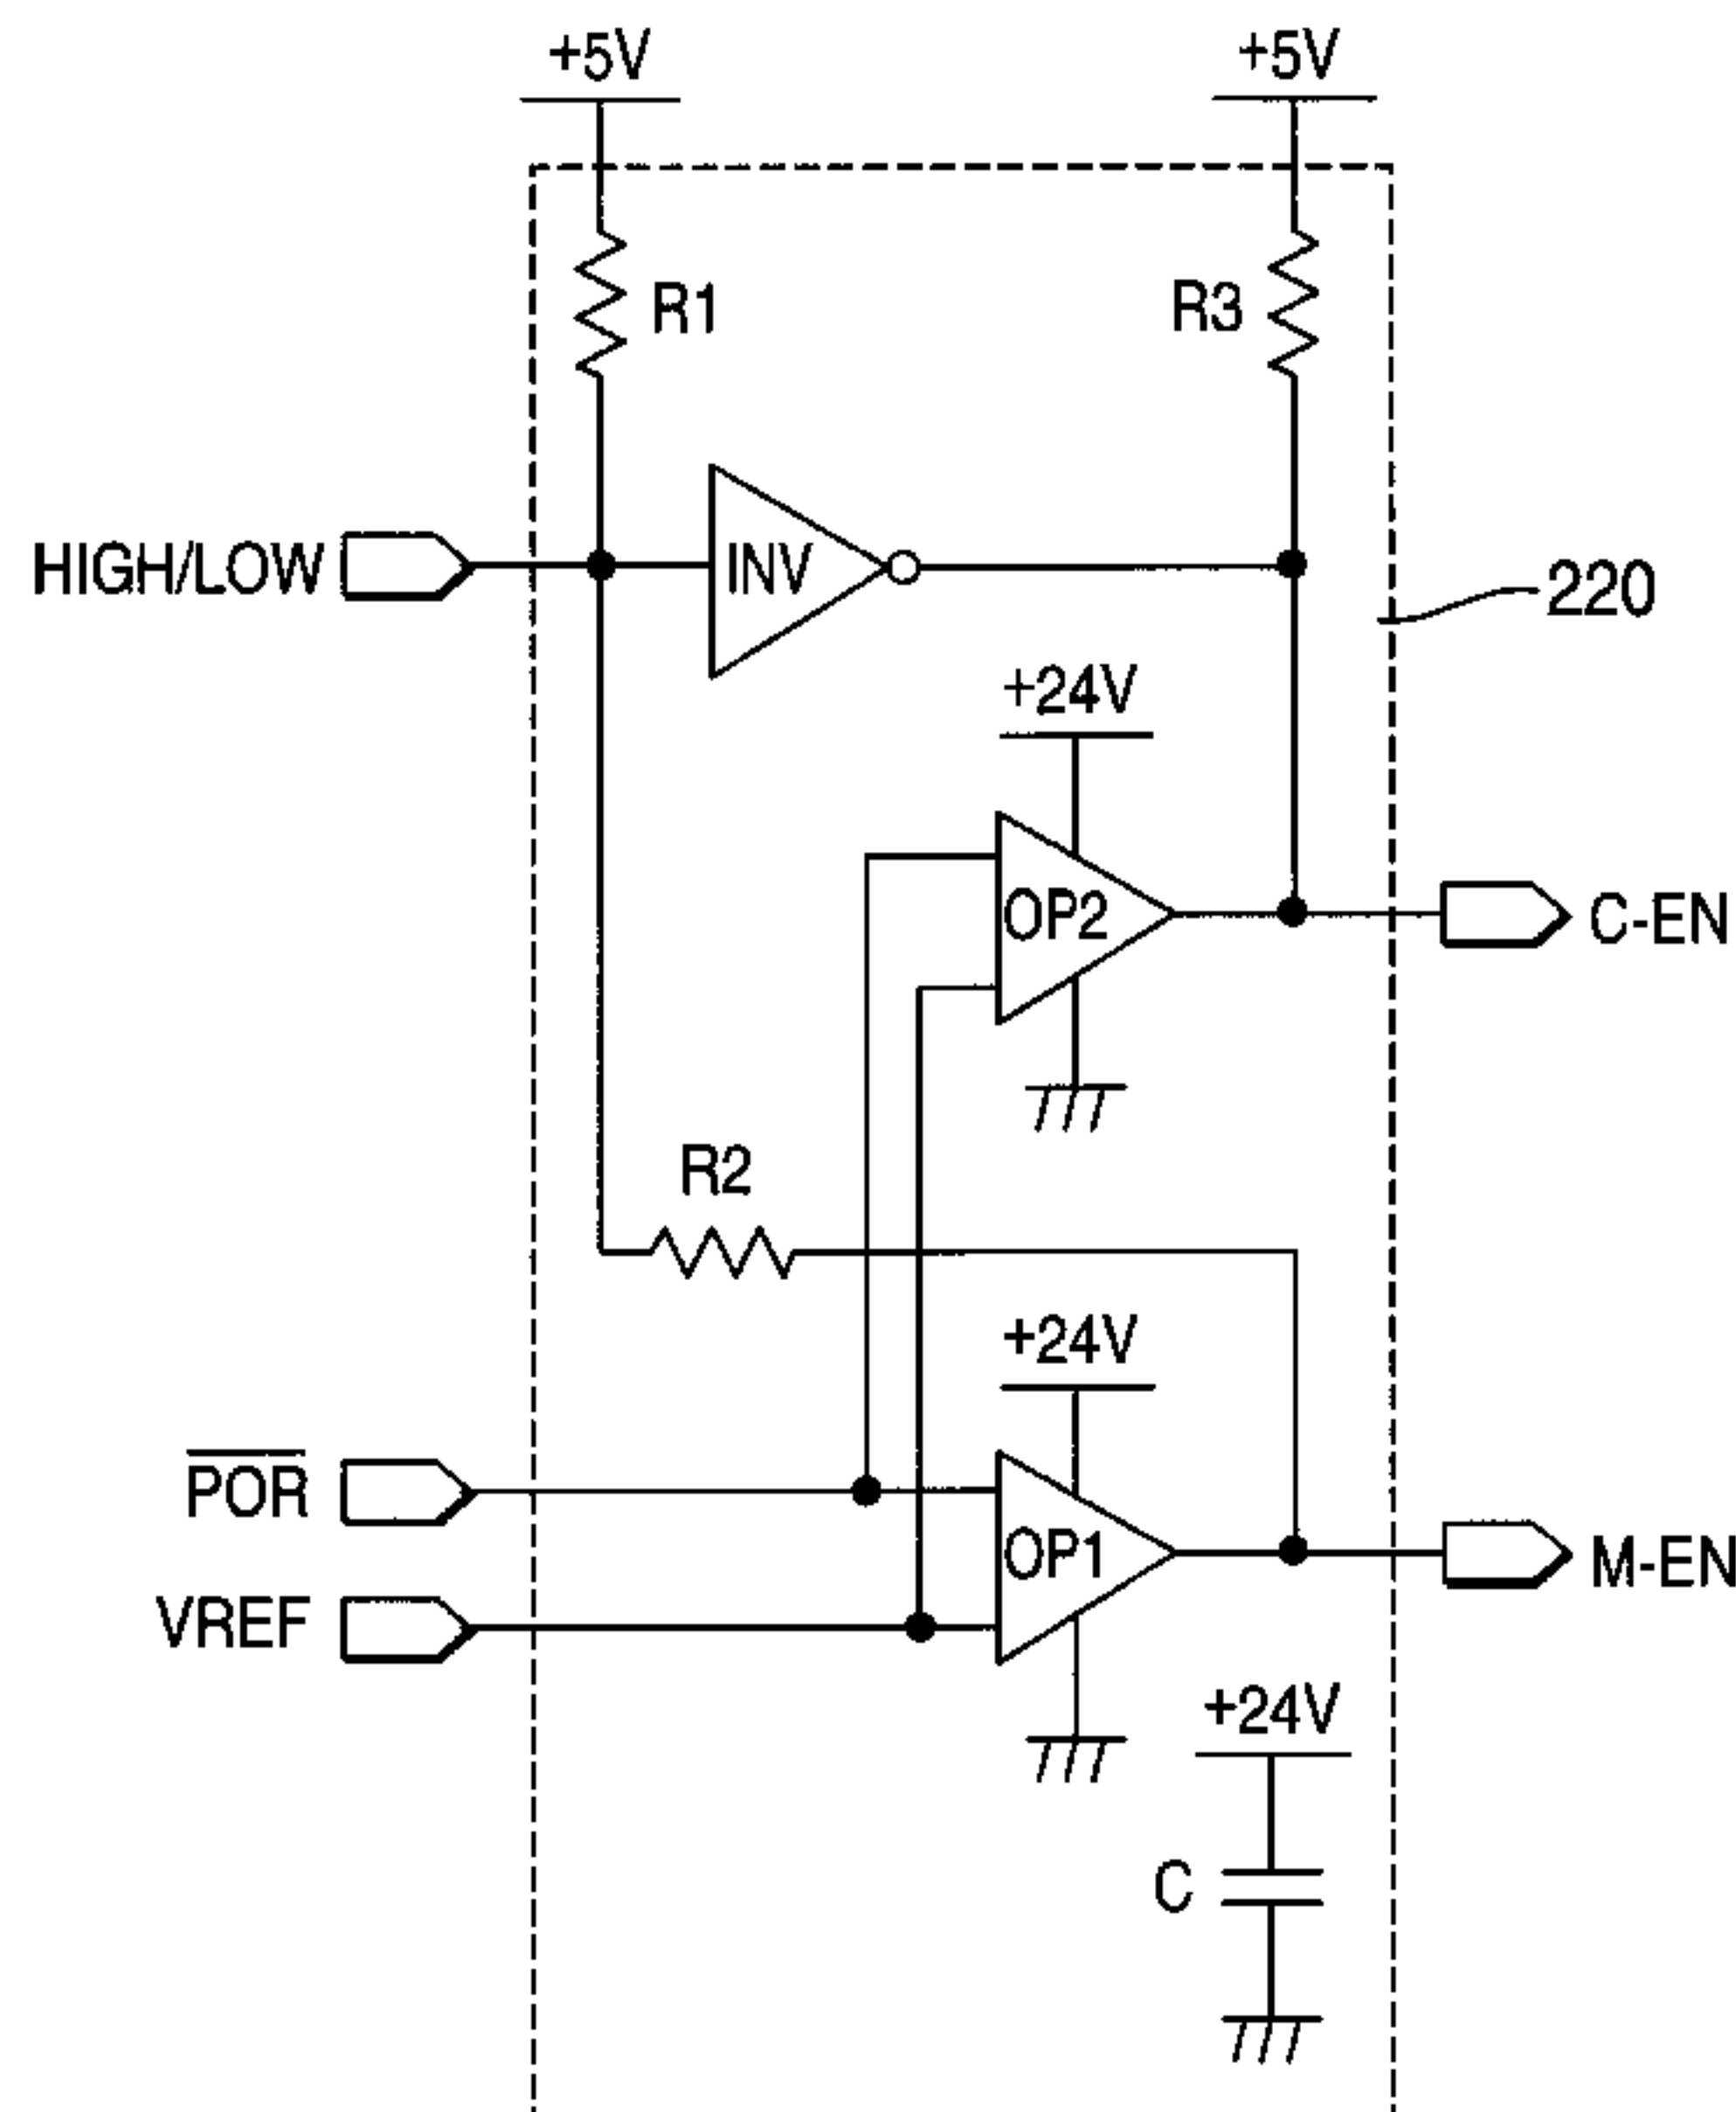 +5V +5V
R1 R3
HIGH/LOW INV 220
+24V
OP2 C-EN
R2
+24V
POR OP1 M-EN
VREF
+24V
C